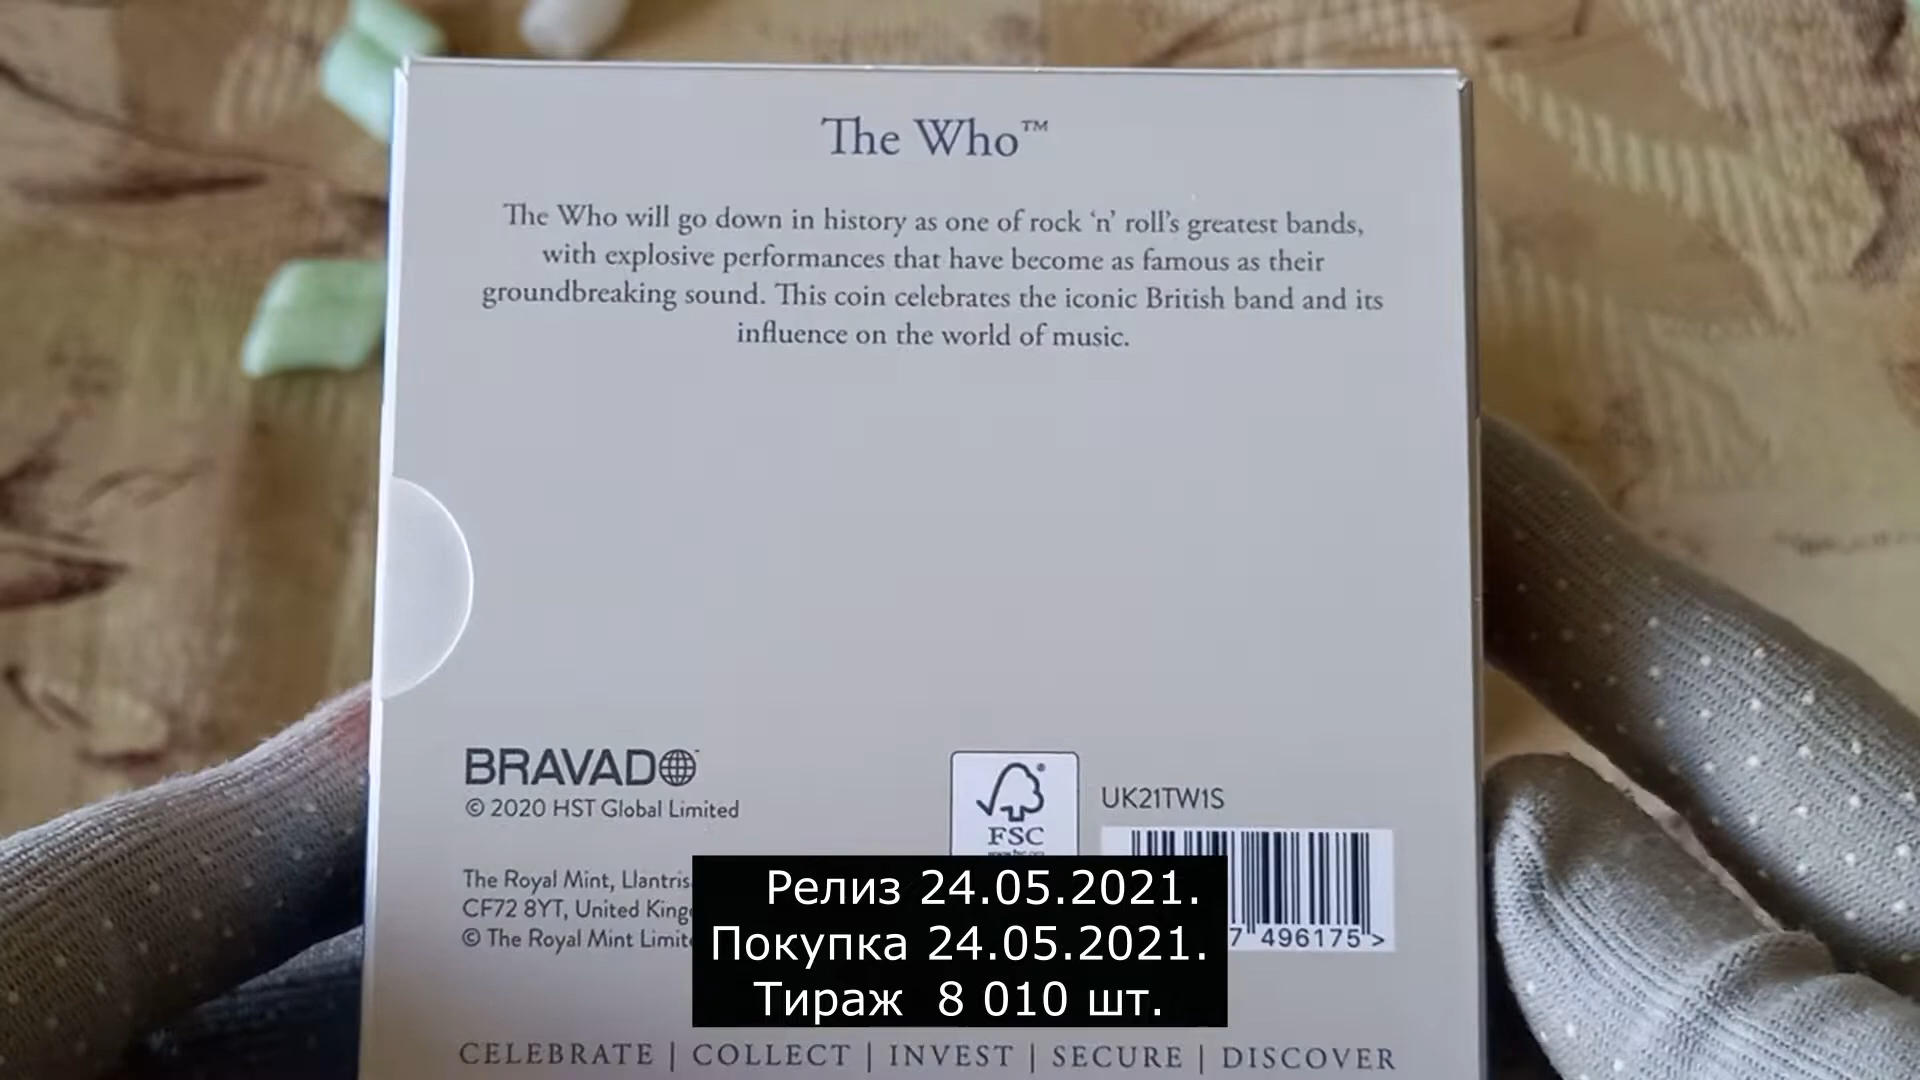 The Who™
The Who will go down in history as one of rock ‘n’ roll’s greatest bands,
with explosive performances that have become as famous as their
groundbreaking sound. This coin celebrates the iconic British band and its
influence on the world of music.
BRAVADO
© 2020 HST Global Limited
FSC
UK21TW1S
The Royal Mint,
CF72 8YT, United
© The Royal Mint
7 496175 >
Релиз 24.05.2021.
Покупка 24.05.2021.
Тираж 8 010 шт.
CELEBRATE | COLLECT | INVEST | SECURE | DISCOVER